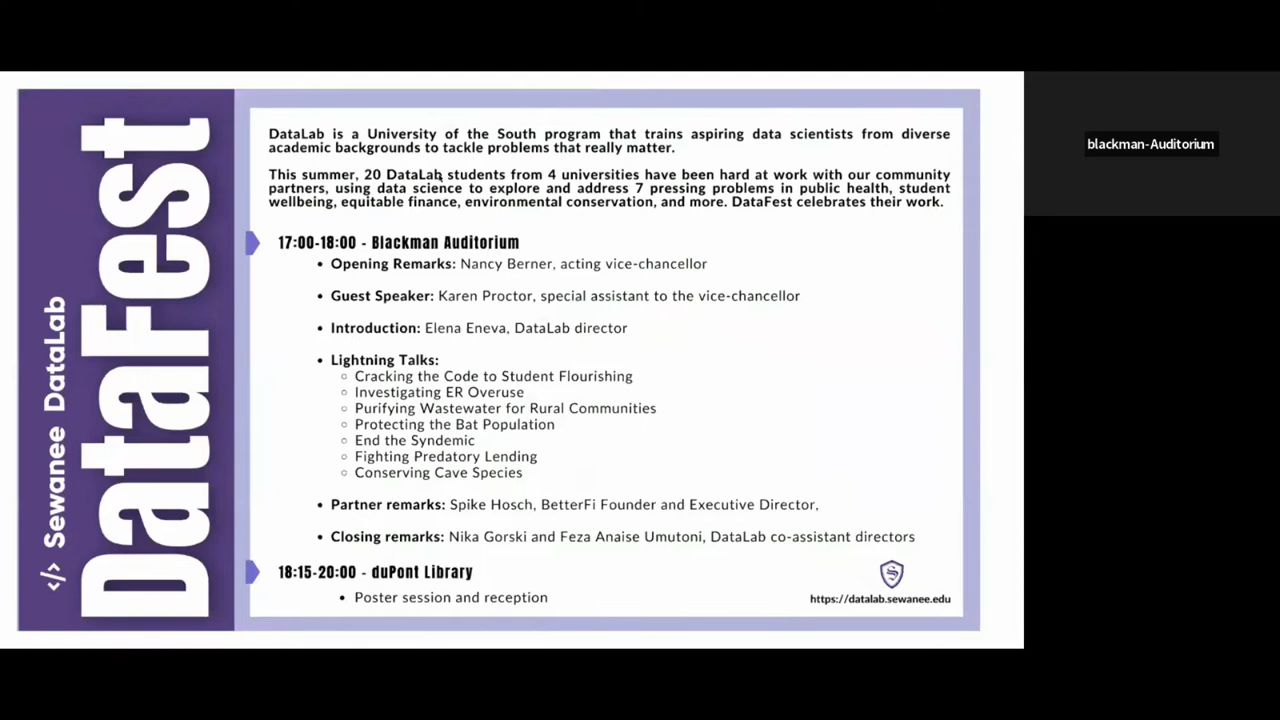 </> Sewanee DataLab
DataFest
DataLab is a University of the South program that trains aspiring data scientists from diverse
academic backgrounds to tackle problems that really matter.
This summer, 20 DataLab students from 4 universities have been hard at work with our community
partners, using data science to explore and address 7 pressing problems in public health, student
wellbeing, equitable finance, environmental conservation, and more. DataFest celebrates their work.
17:00-18:00 - Blackman Auditorium
• Opening Remarks: Nancy Berner, acting vice-chancellor
• Guest Speaker: Karen Proctor, special assistant to the vice-chancellor
• Introduction: Elena Eneva, DataLab director
• Lightning Talks:
○ Cracking the Code to Student Flourishing
○ Investigating ER Overuse
○ Purifying Wastewater for Rural Communities
○ Protecting the Bat Population
○ End the Syndemic
○ Fighting Predatory Lending
○ Conserving Cave Species
• Partner remarks: Spike Hosch, BetterFi Founder and Executive Director,
• Closing remarks: Nika Gorski and Feza Anaise Umutoni, DataLab co-assistant directors
18:15-20:00 - duPont Library
• Poster session and reception
S
https://datalab.sewanee.edu
blackman-Auditorium